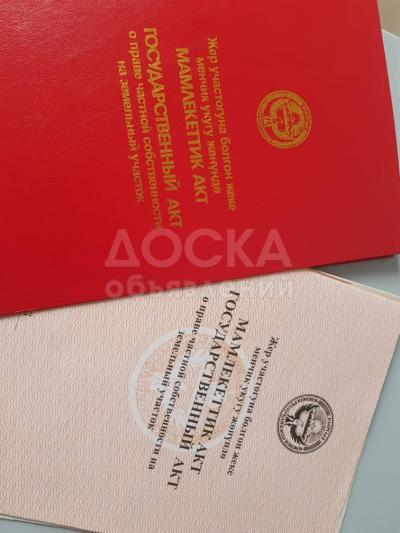 Жер участогуна болгон жеке
менчик укугу жөнүндө
МАМЛЕКЕТТИК АКТ
ГОСУДАРСТВЕННЫЙ АКТ
о праве частной собственности
на земельный участок
ДОСКА
объявлений
Жер участогуна болгон жеке
менчик укугу жөнүндө
МАМЛЕКЕТТИК АКТ
ГОСУДАРСТВЕННЫЙ АКТ
о праве частной собственности на
земельный участок